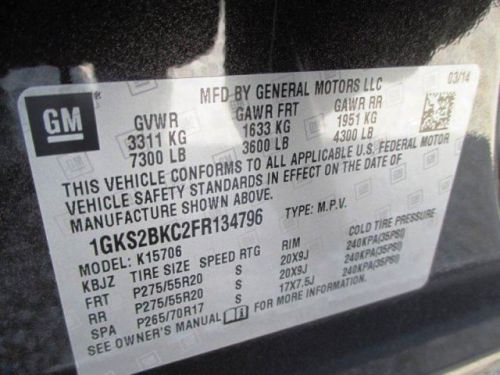 MFD BY GENERAL MOTORS LLC 03/14
GM
GVWR GAWR FRT GAWR RR
3311 KG 1633 KG 1951 KG
7300 LB 3600 LB 4300 LB
THIS VEHICLE CONFORMS TO ALL APPLICABLE U.S. FEDERAL MOTOR
VEHICLE SAFETY STANDARDS IN EFFECT ON THE DATE OF
MANUFACTURE SHOWN ABOVE.
1GKS2BKC2FR134796 TYPE: M.P.V.
MODEL: K15706
KBJZ TIRE SIZE SPEED RTG RIM COLD TIRE PRESSURE
FRT P275/55R20 S 20X9J 240KPA(35PSI)
RR P275/55R20 S 20X9J 240KPA(35PSI)
SPA P265/70R17 S 17X7.5J 240KPA(35PSI)
SEE OWNER'S MANUAL FOR MORE INFORMATION